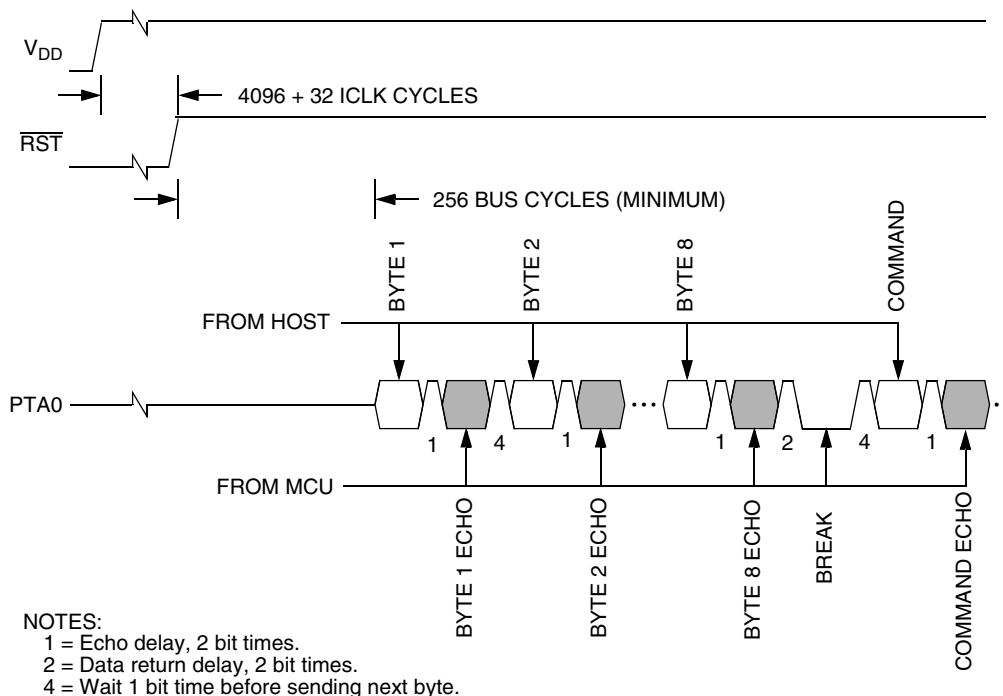 VDD
4096 + 32 ICLK CYCLES
RST
256 BUS CYCLES (MINIMUM)
BYTE 1
BYTE 2
BYTE 8
COMMAND
FROM HOST
PTA0
1
4
1
1
2
4
1
FROM MCU
BYTE 1 ECHO
BYTE 2 ECHO
BYTE 8 ECHO
BREAK
COMMAND ECHO
NOTES:
1 = Echo delay, 2 bit times.
2 = Data return delay, 2 bit times.
4 = Wait 1 bit time before sending next byte.